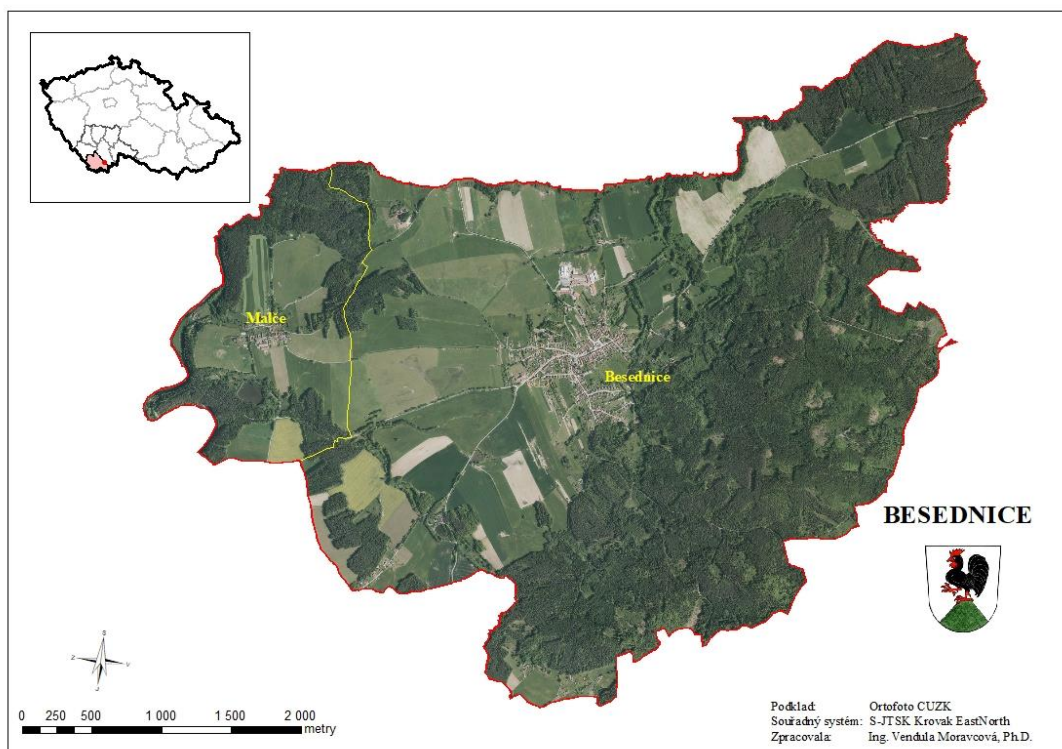 Malče
Besednice
BESEDNICE
S
Z V
J
0 250 500 1 000 1 500 2 000
metry
Podklad: Ortofoto CUZK
Souřadný systém: S-JTSK Krovak EastNorth
Zpracovala: Ing. Vendula Moravcová, Ph.D.